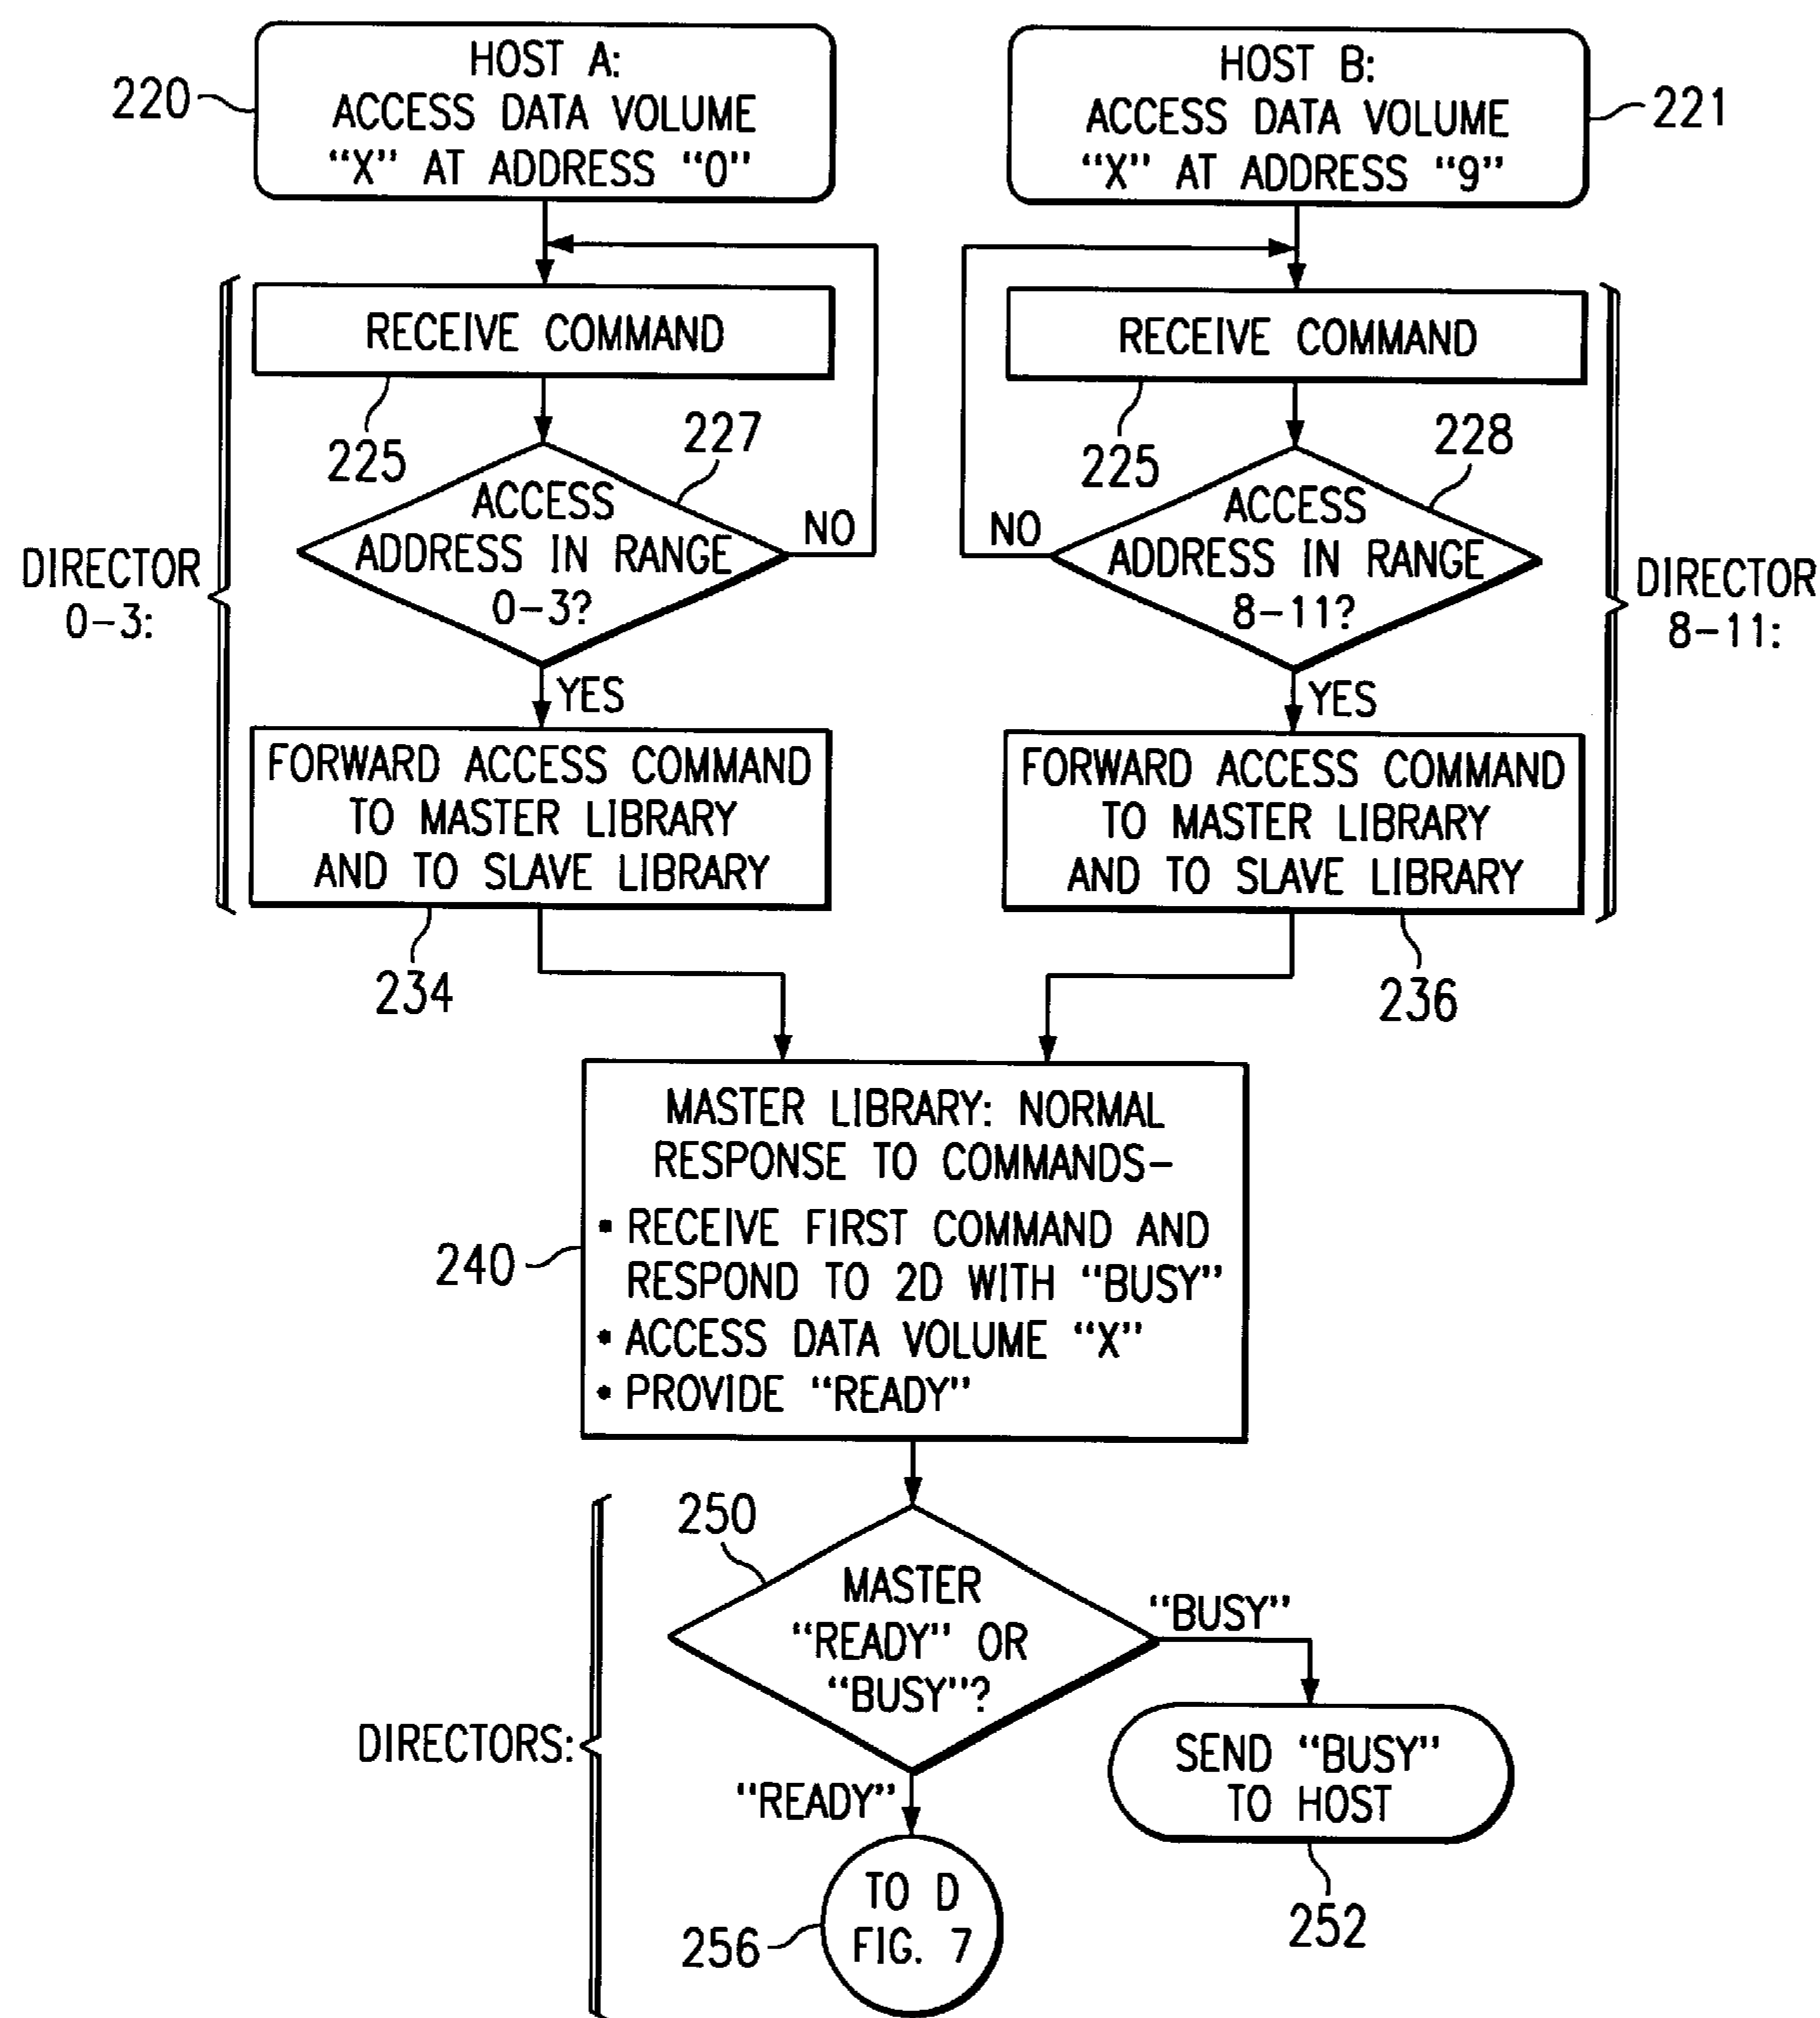 HOST A:
ACCESS DATA VOLUME
“X” AT ADDRESS “0”
220
HOST B:
ACCESS DATA VOLUME
“X” AT ADDRESS “9”
221
RECEIVE COMMAND
225
RECEIVE COMMAND
225
227
ACCESS
ADDRESS IN RANGE
0-3?
NO
YES
228
ACCESS
ADDRESS IN RANGE
8-11?
NO
YES
DIRECTOR
0-3:
DIRECTOR
8-11:
FORWARD ACCESS COMMAND
TO MASTER LIBRARY
AND TO SLAVE LIBRARY
234
FORWARD ACCESS COMMAND
TO MASTER LIBRARY
AND TO SLAVE LIBRARY
236
MASTER LIBRARY: NORMAL
RESPONSE TO COMMANDS-
• RECEIVE FIRST COMMAND AND
RESPOND TO 2D WITH “BUSY”
• ACCESS DATA VOLUME “X”
• PROVIDE “READY”
240
250
MASTER
“READY” OR
“BUSY”?
“BUSY”
DIRECTORS:
SEND “BUSY”
TO HOST
252
“READY”
TO D
FIG. 7
256